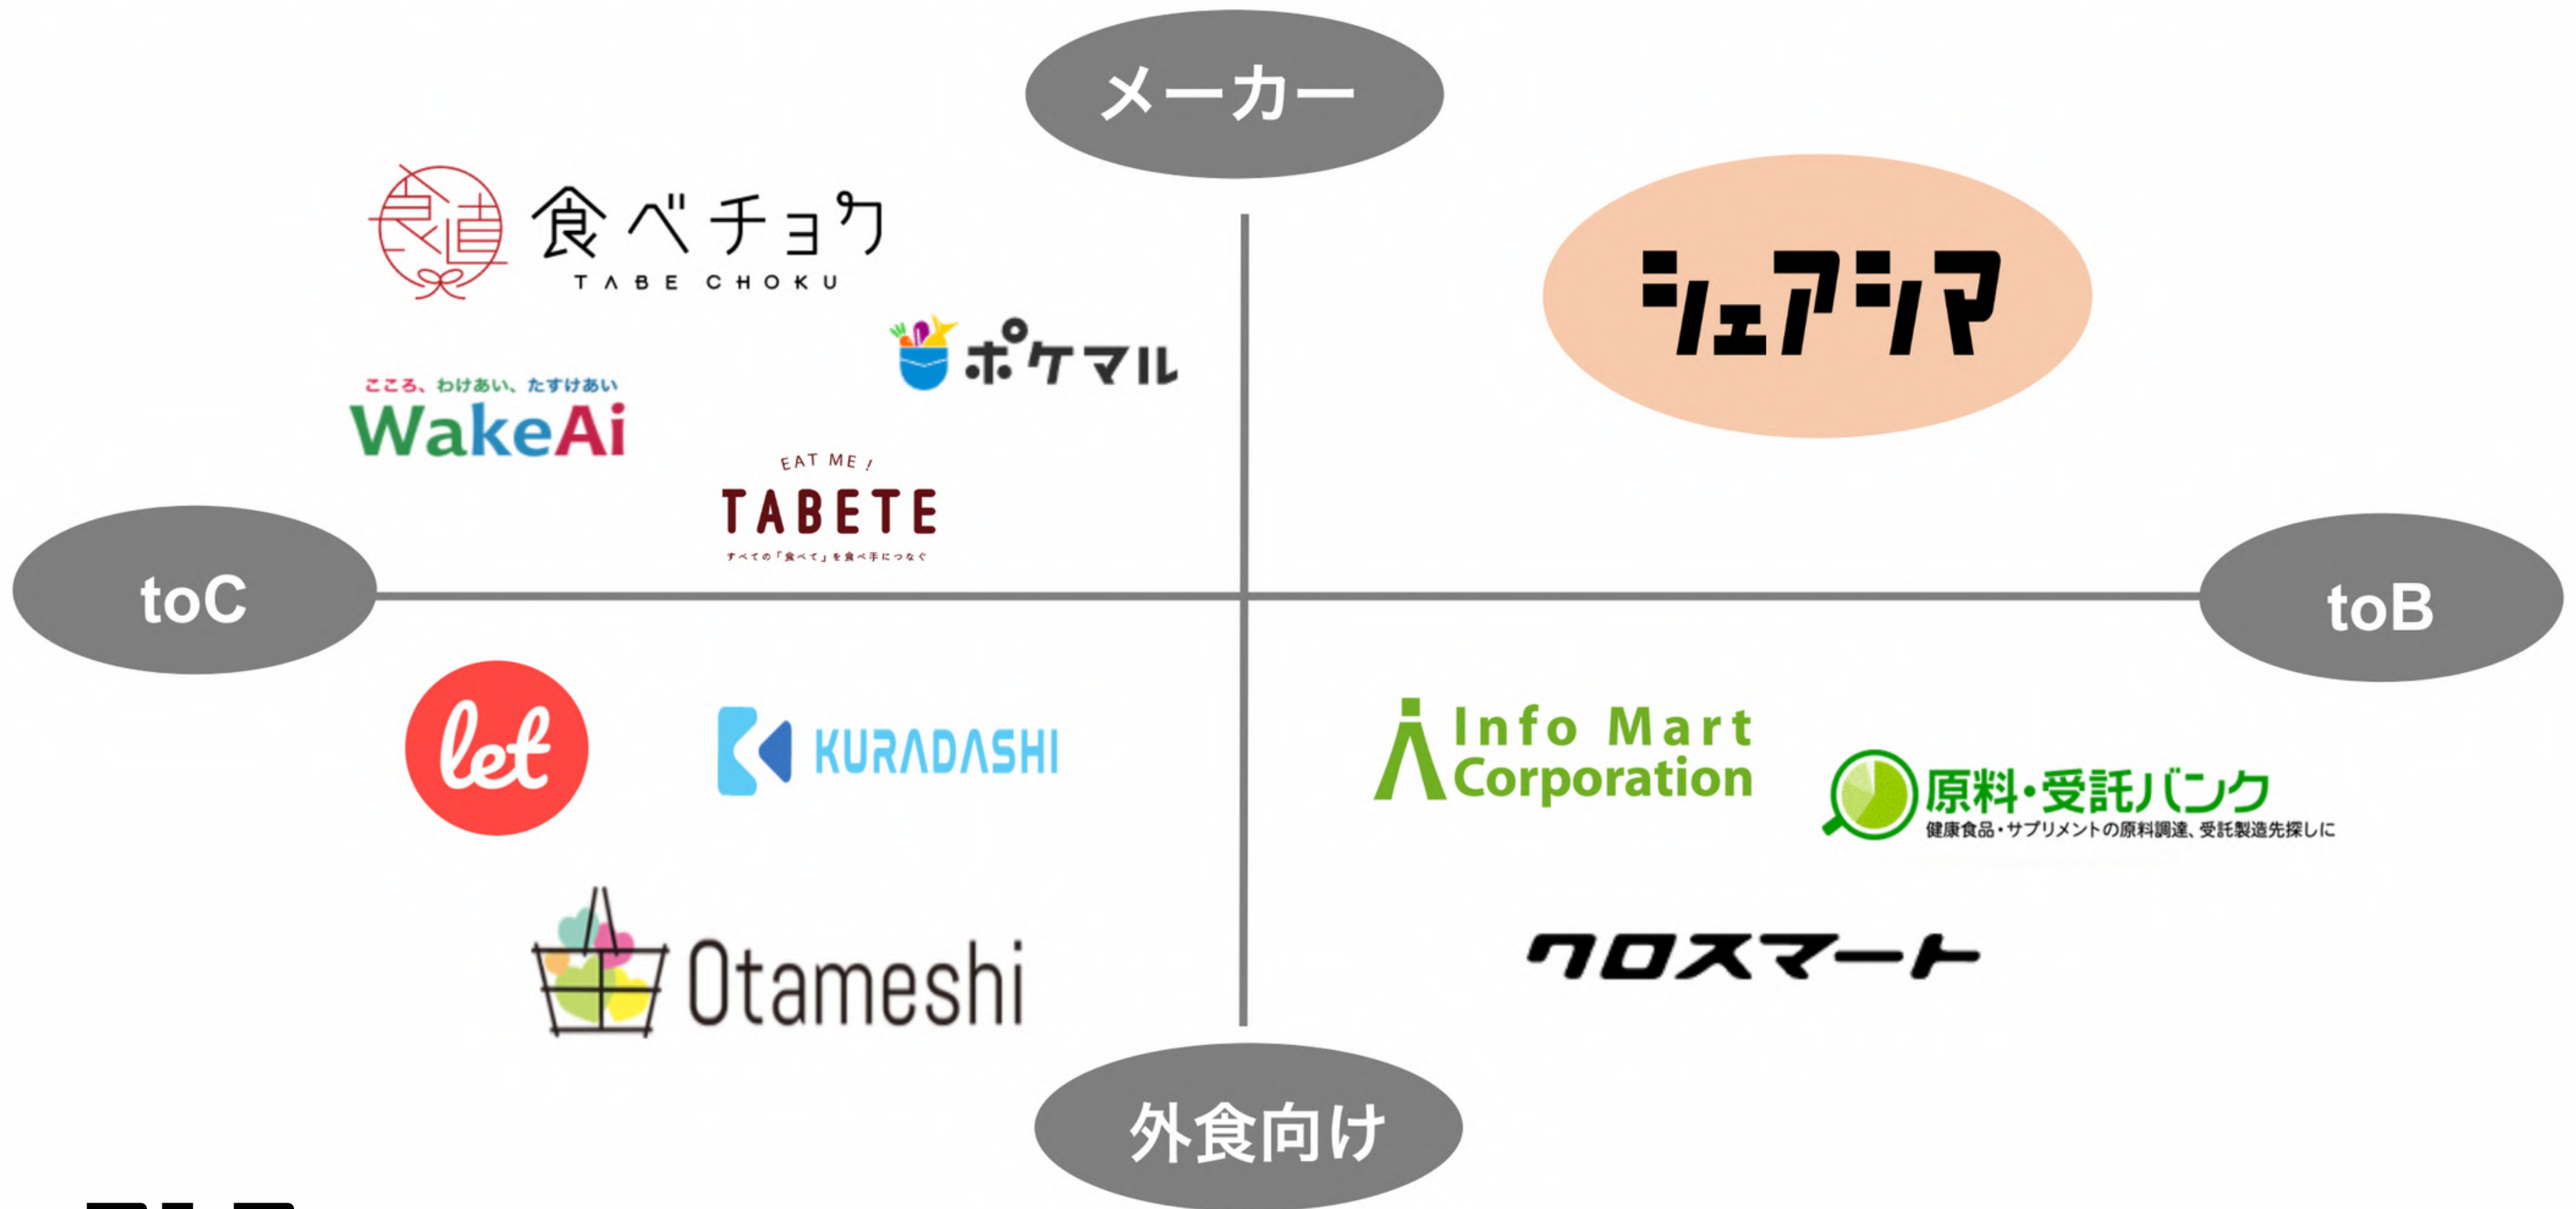 メーカー
食直
食べチョク
TABE CHOKU
シェアシマ
ポケマル
こころ、わけあい、たすけあい
WakeAi
EAT ME !
TABETE
すべての「食べて」を食べ手につなぐ
toC
toB
let
KURADASHI
Info Mart
Corporation
原料・受託バンク
健康食品・サプリメントの原料調達、受託製造先探しに
クロスマート
Otameshi
外食向け